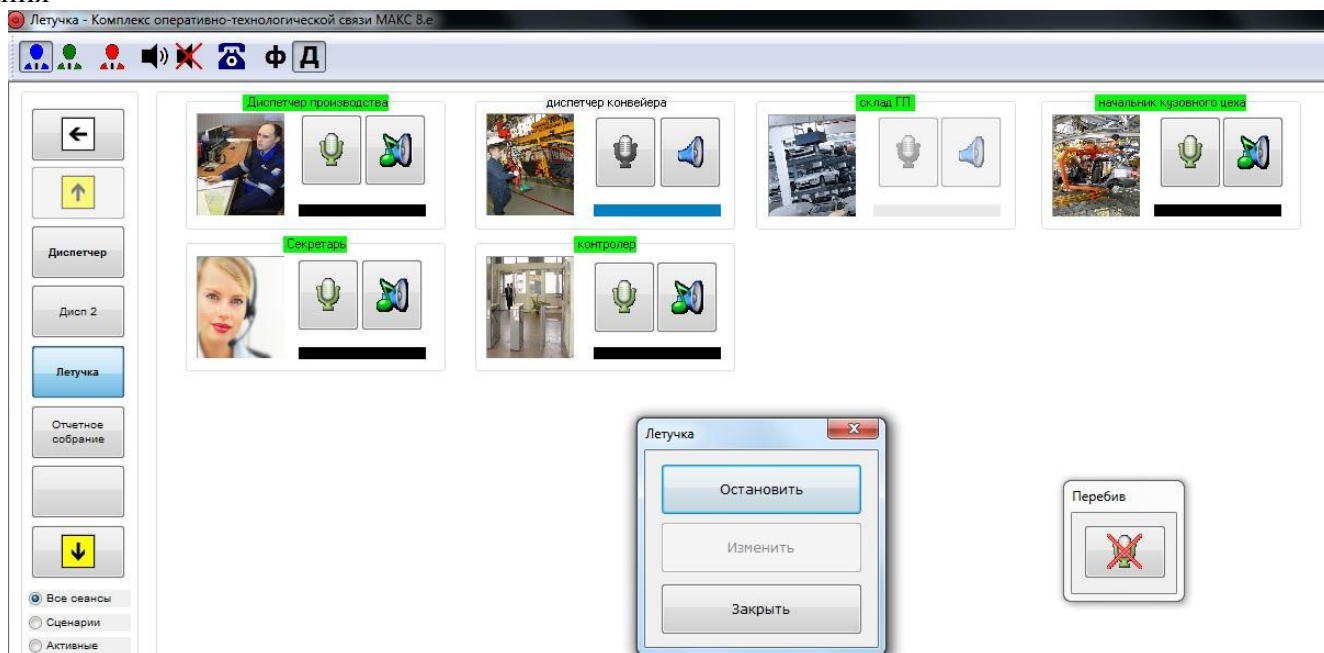 ния
Летучка - Комплекс оперативно-технологической связи МАКС 8.е
Ф Д
Диспетчер производства
диспетчер конвейера
склад ГП
начальник кузовного цеха
Секретарь
контролер
Диспетчер
Дисп 2
Летучка
Отчетное
собрание
Все сеансы
Сценарии
Активные
Летучка
Остановить
Изменить
Закрыть
Перебив